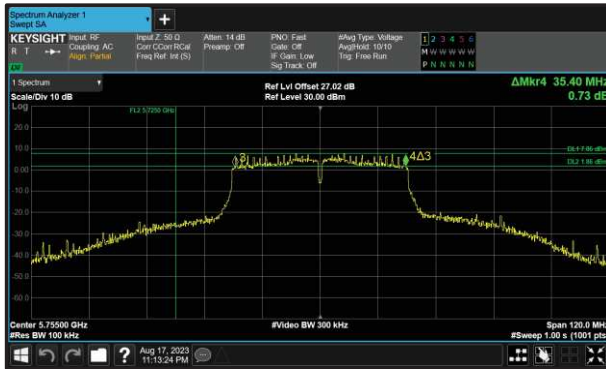 Spectrum Analyzer 1
Swept SA
KEYSIGHT
R T
Input: RF
Coupling: AC
Align: Partial
Input Z: 50 Ω
Corr CCorr RCal
Freq Ref: Int (S)
Atten: 14 dB
Preamp: Off
PNO: Fast
Gate: Off
IF Gain: Low
Sig Track: Off
#Avg Type: Voltage
Avg|Hold: 10/10
Trig: Free Run
1 2 3 4 5 6
M W W W W W
P N N N N N
1 Spectrum
Scale/Div 10 dB
Ref Lvl Offset 27.02 dB
Ref Level 30.00 dBm
ΔMkr4 35.40 MHz
0.73 dB
Log
FL2 5.7250 GHz
20.0
10.0
0.00
-10.0
-20.0
-30.0
-40.0
-50.0
-60.0
3
4Δ3
DL1 7.86 dBm
DL2 1.86 dBm
Center 5.75500 GHz
#Res BW 100 kHz
#Video BW 300 kHz
Span 120.0 MHz
#Sweep 1.00 s (1001 pts)
?
Aug 17, 2023
11:13:24 PM